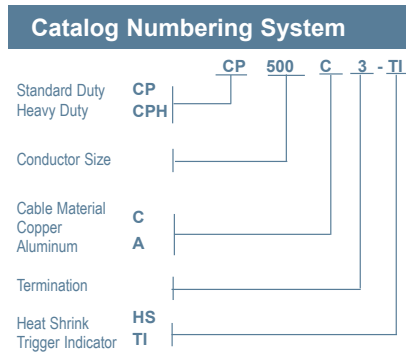 Catalog Numbering System
CP 500 C 3 - TI
Standard Duty CP
Heavy Duty CPH
Conductor Size
Cable Material
Copper C
Aluminum A
Termination
Heat Shrink HS
Trigger Indicator TI